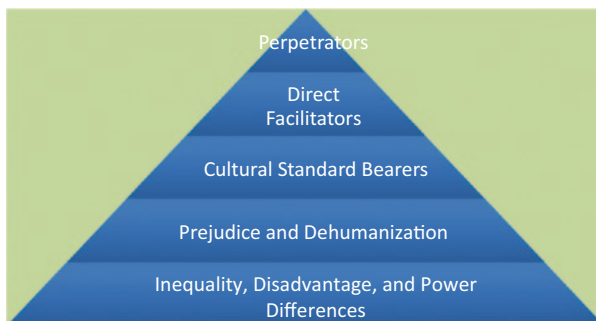 Perpetrators
Direct
Facilitators
Cultural Standard Bearers
Prejudice and Dehumanization
Inequality, Disadvantage, and Power
Differences